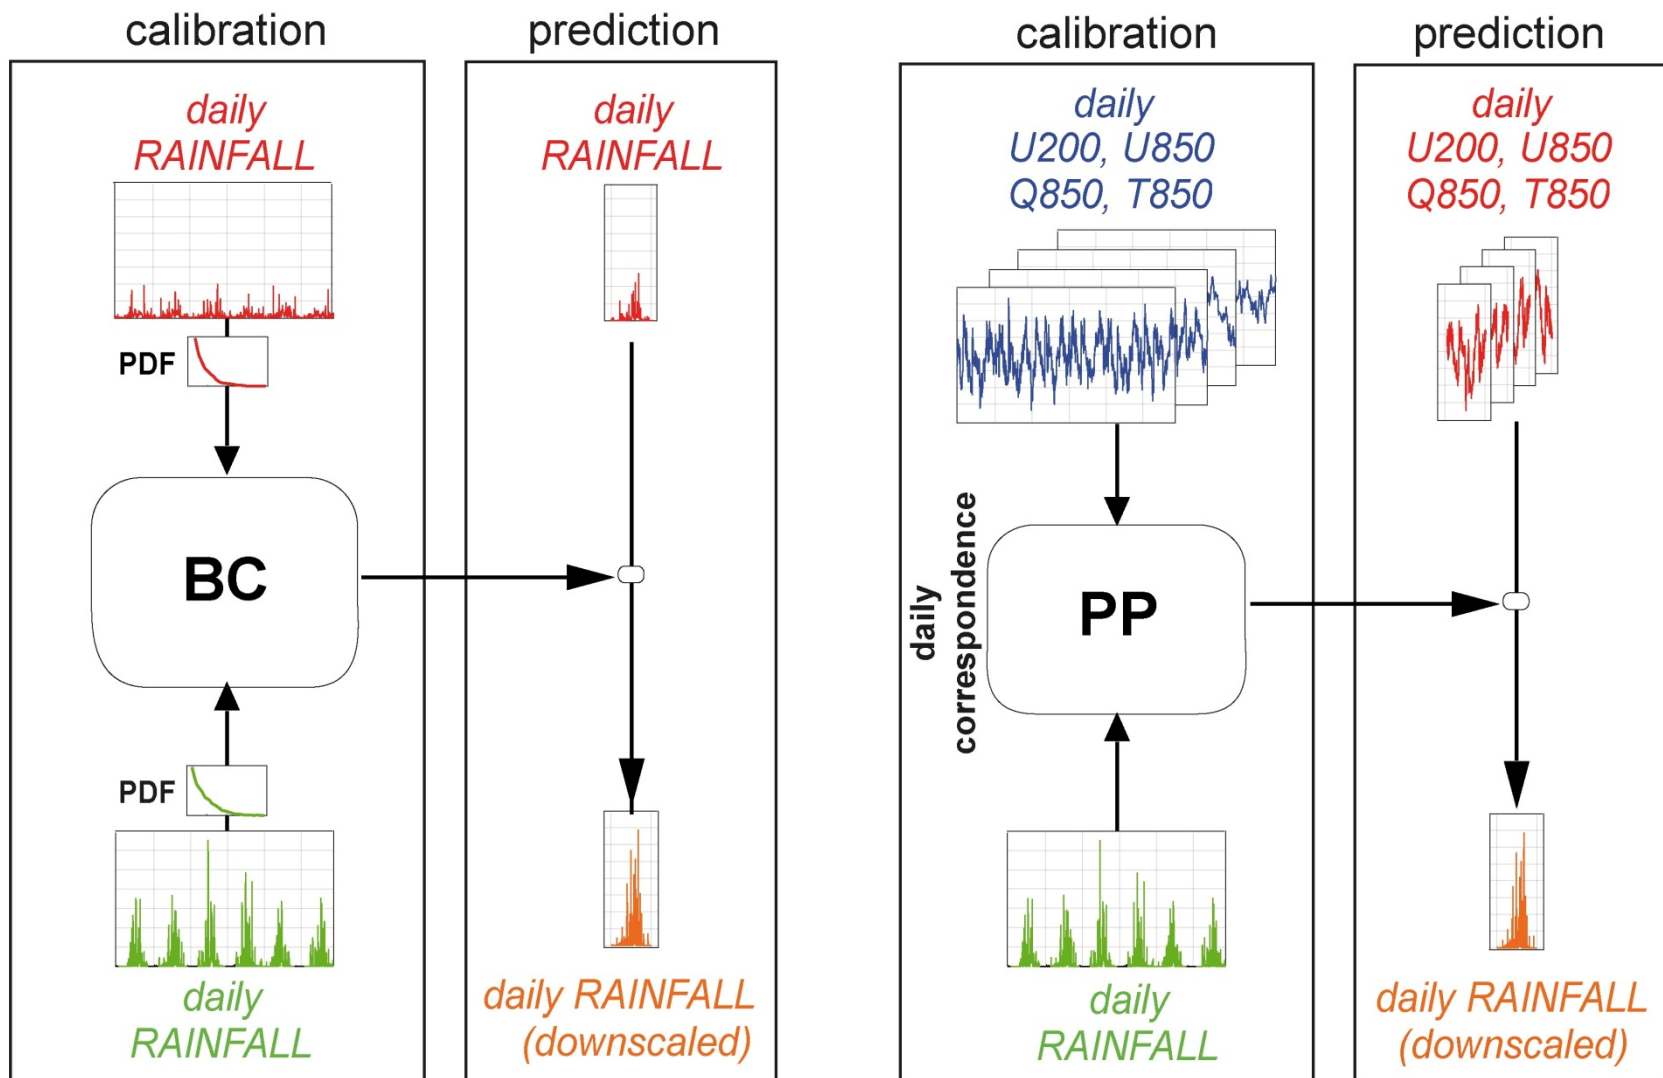 calibration
prediction
daily
RAINFALL
PDF
BC
PDF
daily
RAINFALL
daily
RAINFALL
daily RAINFALL
(downscaled)
calibration
prediction
daily
U200, U850
Q850, T850
daily
correspondence
PP
daily
RAINFALL
daily
U200, U850
Q850, T850
daily RAINFALL
(downscaled)